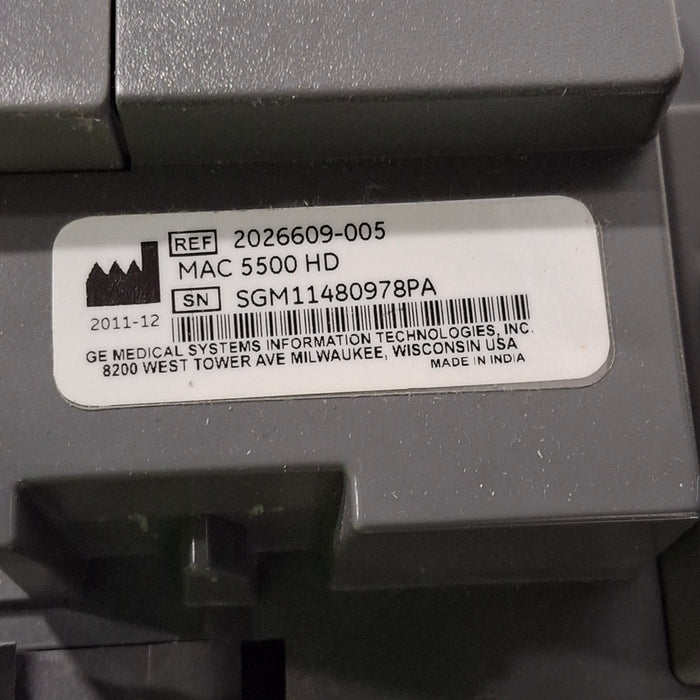 REF 2026609-005
MAC 5500 HD
SN SGM11480978PA
2011-12
GE MEDICAL SYSTEMS INFORMATION TECHNOLOGIES, INC.
8200 WEST TOWER AVE MILWAUKEE, WISCONSIN USA
MADE IN INDIA